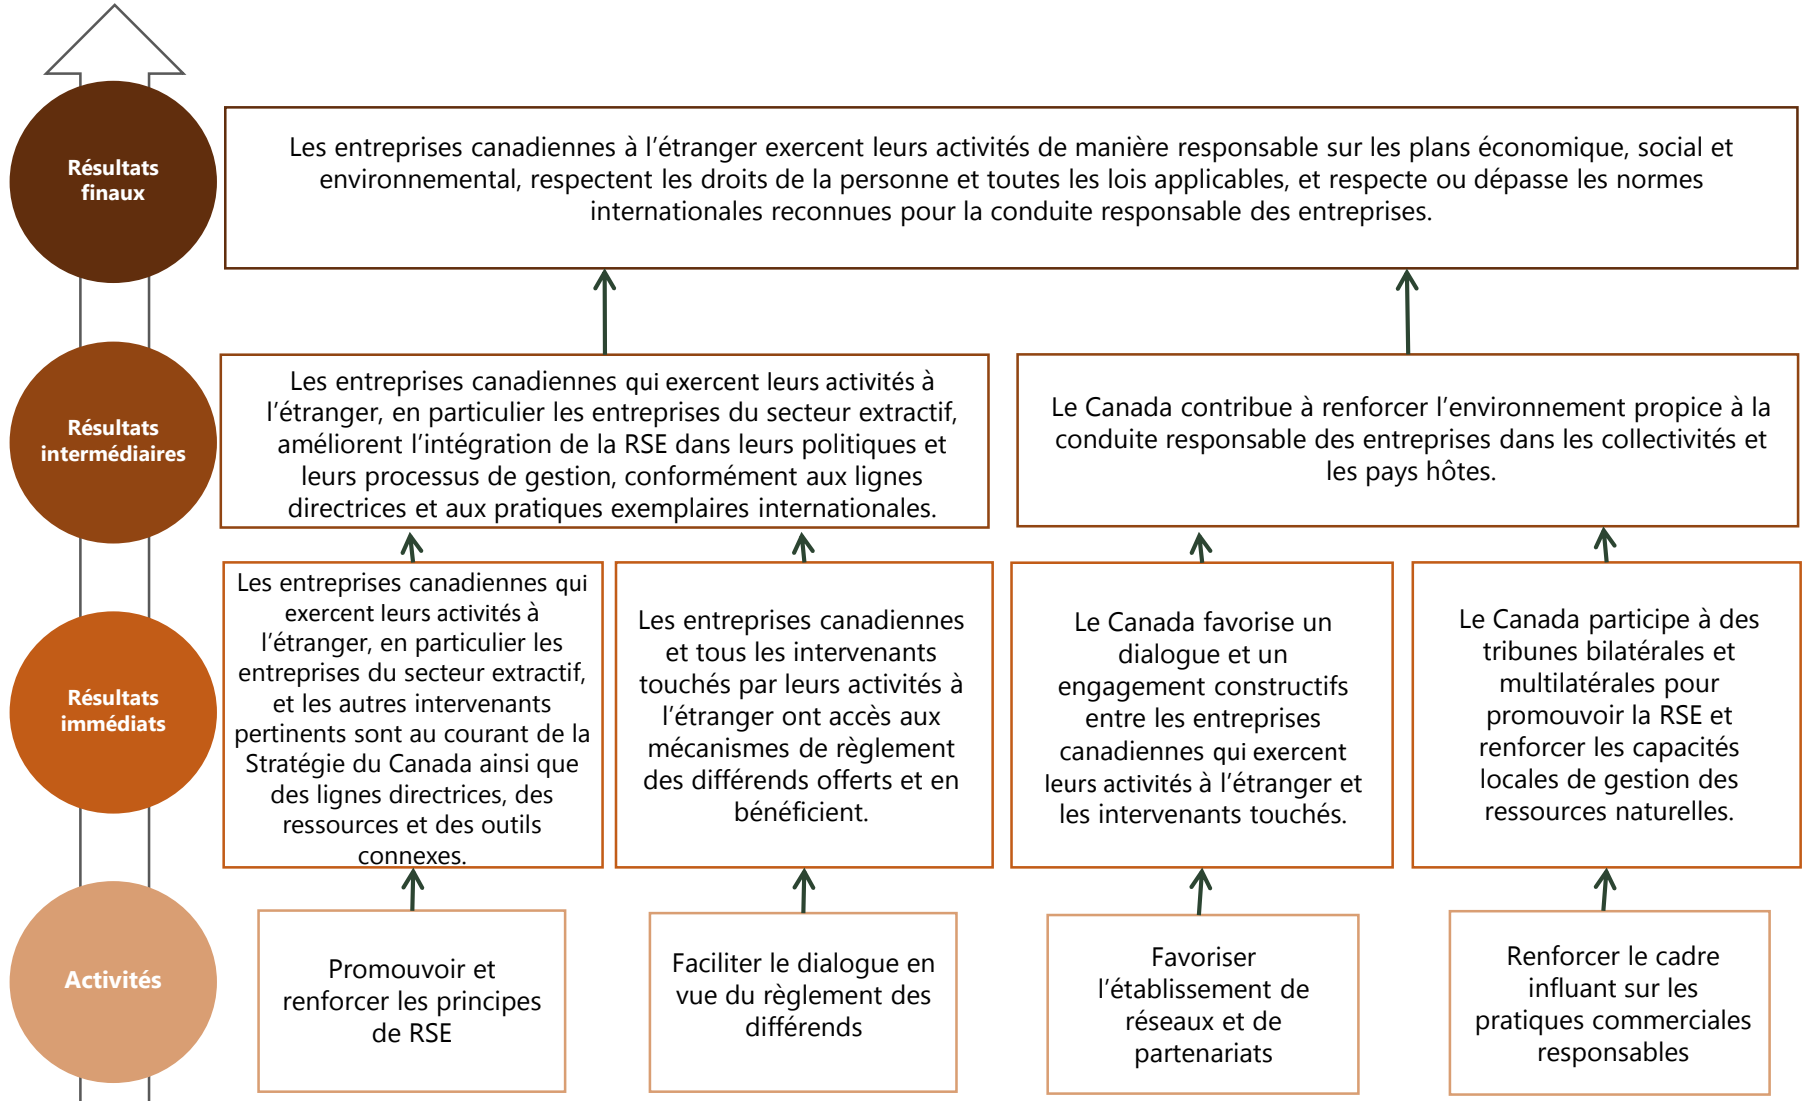 Résultats
finaux
Les entreprises canadiennes à l’étranger exercent leurs activités de manière responsable sur les plans économique, social et
environnemental, respectent les droits de la personne et toutes les lois applicables, et respecte ou dépasse les normes
internationales reconnues pour la conduite responsable des entreprises.
Résultats
intermédiaires
Les entreprises canadiennes qui exercent leurs activités à
l’étranger, en particulier les entreprises du secteur extractif,
améliorent l’intégration de la RSE dans leurs politiques et
leurs processus de gestion, conformément aux lignes
directrices et aux pratiques exemplaires internationales.
Le Canada contribue à renforcer l’environnement propice à la
conduite responsable des entreprises dans les collectivités et
les pays hôtes.
Résultats
immédiats
Les entreprises canadiennes qui
exercent leurs activités à
l’étranger, en particulier les
entreprises du secteur extractif,
et les autres intervenants
pertinents sont au courant de la
Stratégie du Canada ainsi que
des lignes directrices, des
ressources et des outils
connexes.
Les entreprises canadiennes
et tous les intervenants
touchés par leurs activités à
l’étranger ont accès aux
mécanismes de règlement
des différends offerts et en
bénéficient.
Le Canada favorise un
dialogue et un
engagement constructifs
entre les entreprises
canadiennes qui exercent
leurs activités à l’étranger et
les intervenants touchés.
Le Canada participe à des
tribunes bilatérales et
multilatérales pour
promouvoir la RSE et
renforcer les capacités
locales de gestion des
ressources naturelles.
Activités
Promouvoir et
renforcer les principes
de RSE
Faciliter le dialogue en
vue du règlement des
différends
Favoriser
l’établissement de
réseaux et de
partenariats
Renforcer le cadre
influant sur les
pratiques commerciales
responsables